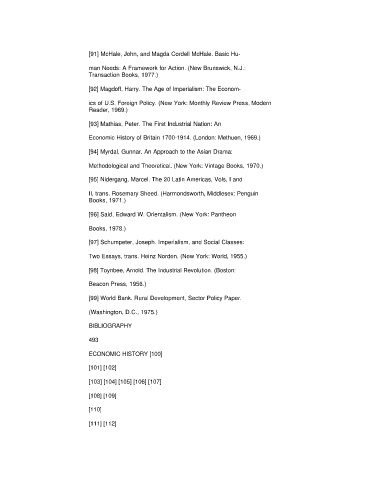 [91] McHale, John, and Magda Cordell McHale. Basic Hu-
man Needs: A Framework for Action. (New Brunswick, N.J.:
Transaction Books, 1977.)
[92] Magdoff, Harry. The Age of Imperialism: The Econom-
ics of U.S. Foreign Policy. (New York: Monthly Review Press, Modern
Reader, 1969.)
[93] Mathias, Peter. The First Industrial Nation: An
Economic History of Britain 1700-1914. (London: Methuen, 1969.)
[94] Myrdal, Gunnar. An Approach to the Asian Drama:
Methodological and Theoretical. (New York: Vintage Books, 1970.)
[95] Nidergang, Marcel. The 20 Latin Americas, Vols. I and
II, trans. Rosemary Sheed. (Harmondsworth, Middlesex: Penguin
Books, 1971.)
[96] Said, Edward W. Orientalism. (New York: Pantheon
Books, 1978.)
[97] Schumpeter, Joseph. Imperialism, and Social Classes:
Two Essays, trans. Heinz Norden. (New York: World, 1955.)
[98] Toynbee, Arnold. The Industrial Revolution. (Boston:
Beacon Press, 1956.)
[99] World Bank. Rural Development, Sector Policy Paper.
(Washington, D.C., 1975.)
BIBLIOGRAPHY
493
ECONOMIC HISTORY [100]
[101] [102]
[103] [104] [105] [106] [107]
[108] [109]
[110]
[111] [112]